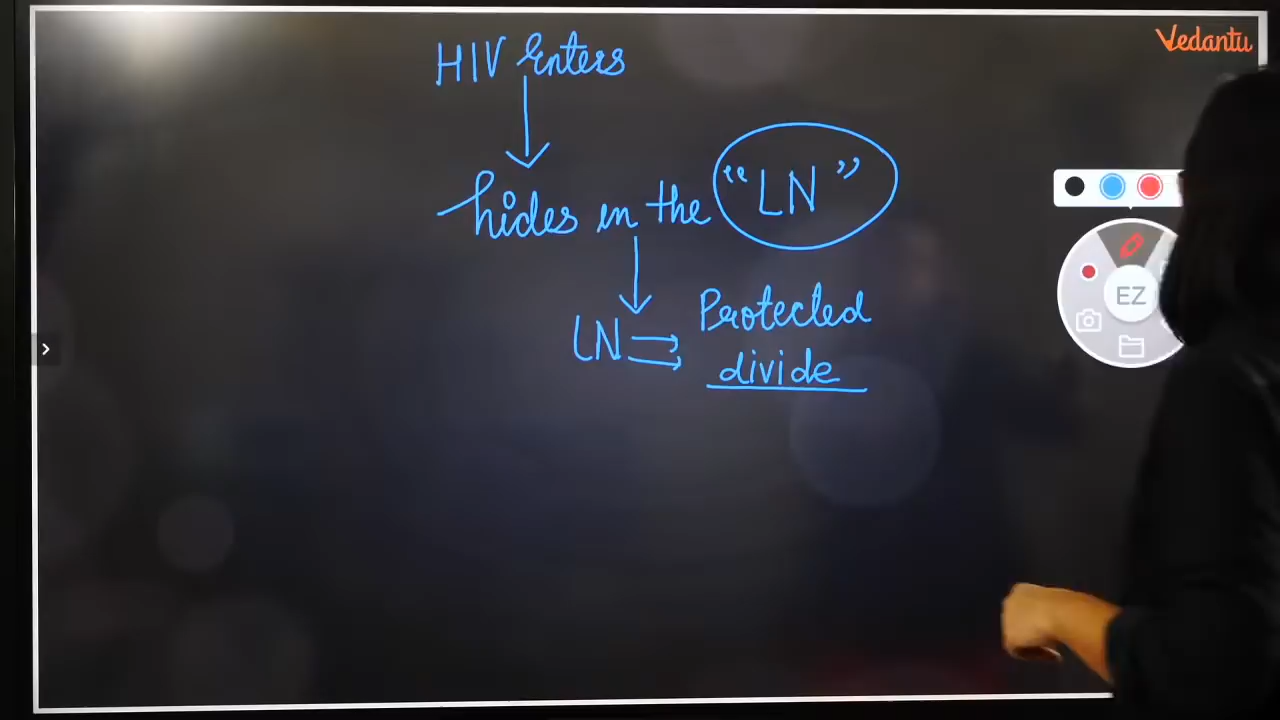 Vedantu
HIV Enters
hides in the "LN"
LN Protected
divide
EZ